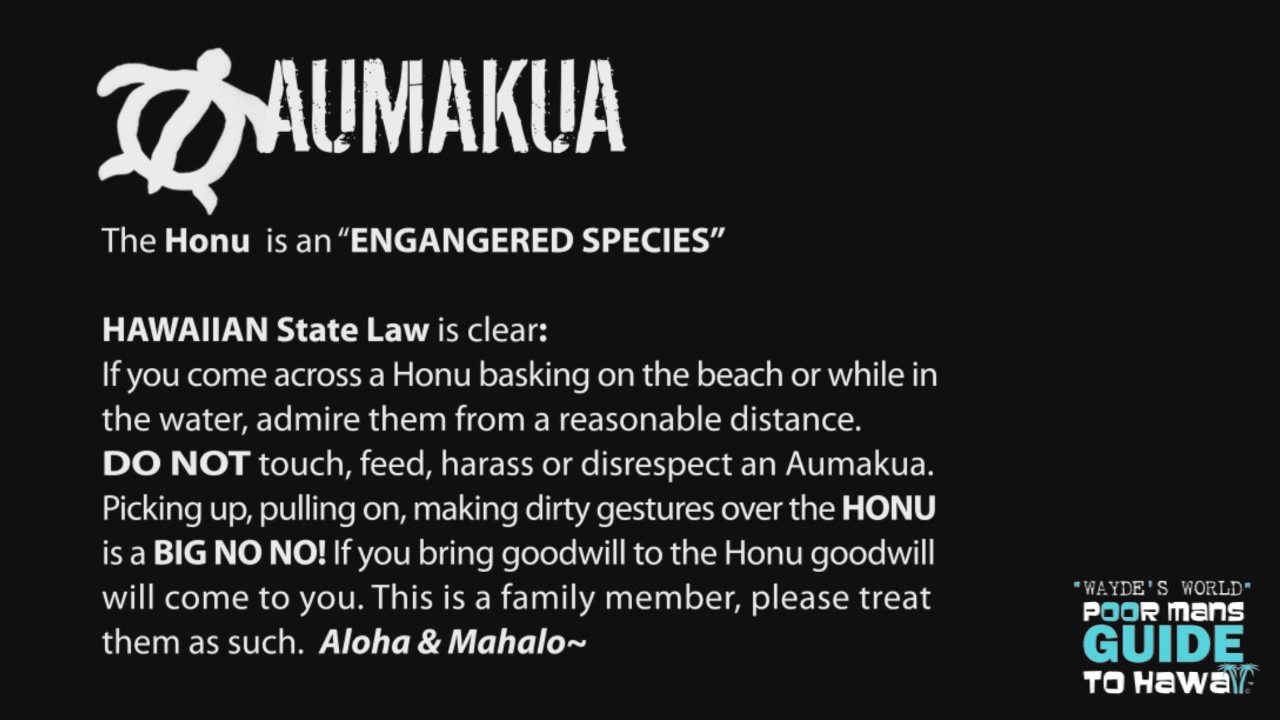 AUMAKUA
The Honu is an “ENGANGERED SPECIES”
HAWAIIAN State Law is clear:
If you come across a Honu basking on the beach or while in
the water, admire them from a reasonable distance.
DO NOT touch, feed, harass or disrespect an Aumakua.
Picking up, pulling on, making dirty gestures over the HONU
is a BIG NO NO! If you bring goodwill to the Honu goodwill
will come to you. This is a family member, please treat
them as such. Aloha & Mahalo~
"WAYDE'S WORLD"
POOR MANS
GUIDE
TO HAWAII